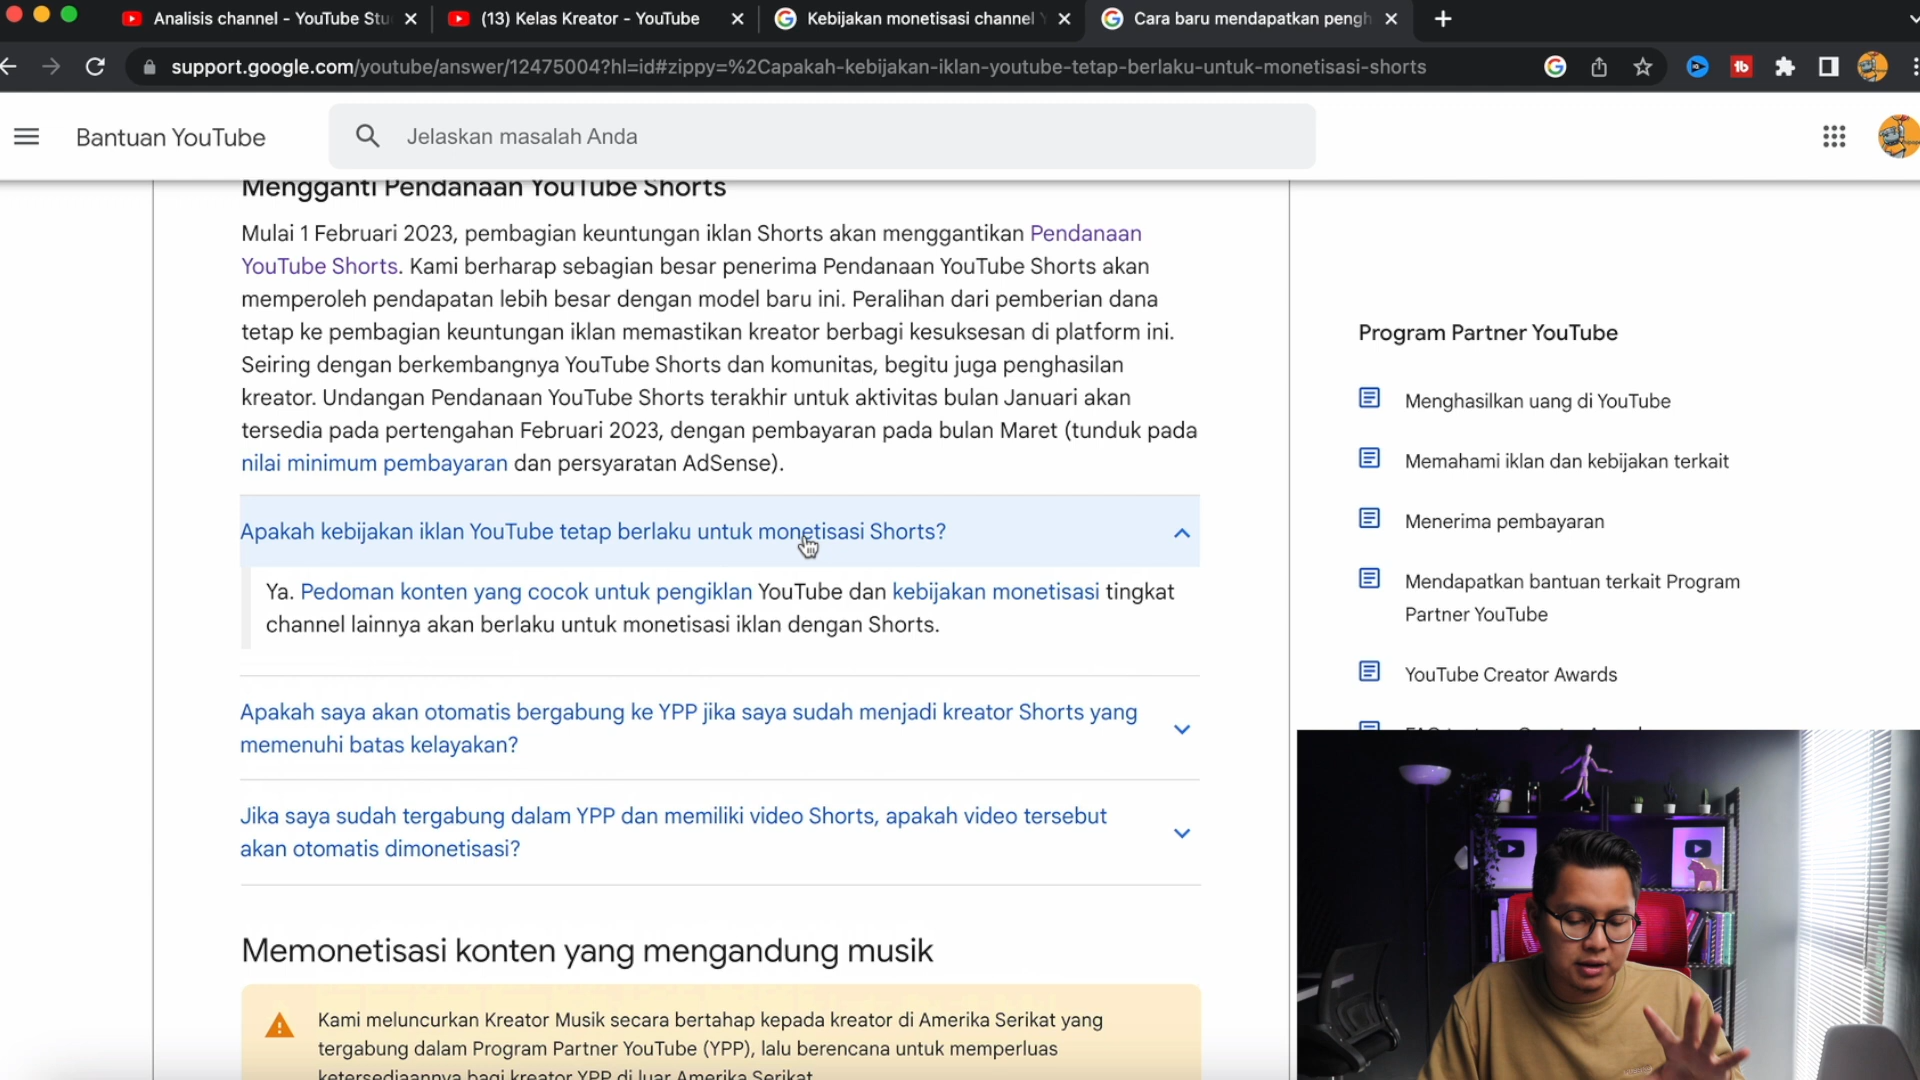 Analisis channel - YouTube Stu
(13) Kelas Kreator - YouTube
Kebijakan monetisasi channel Y
Cara baru mendapatkan pengh
support.google.com/youtube/answer/12475004?hl=id#zippy=%2Capakah-kebijakan-iklan-youtube-tetap-berlaku-untuk-monetisasi-shorts
Bantuan YouTube
Jelaskan masalah Anda
Mengganti Pendanaan YouTube Shorts
Mulai 1 Februari 2023, pembagian keuntungan iklan Shorts akan menggantikan Pendanaan
YouTube Shorts. Kami berharap sebagian besar penerima Pendanaan YouTube Shorts akan
memperoleh pendapatan lebih besar dengan model baru ini. Peralihan dari pemberian dana
tetap ke pembagian keuntungan iklan memastikan kreator berbagi kesuksesan di platform ini.
Seiring dengan berkembangnya YouTube Shorts dan komunitas, begitu juga penghasilan
kreator. Undangan Pendanaan YouTube Shorts terakhir untuk aktivitas bulan Januari akan
tersedia pada pertengahan Februari 2023, dengan pembayaran pada bulan Maret (tunduk pada
nilai minimum pembayaran dan persyaratan AdSense).
Apakah kebijakan iklan YouTube tetap berlaku untuk monetisasi Shorts?
Ya. Pedoman konten yang cocok untuk pengiklan YouTube dan kebijakan monetisasi tingkat
channel lainnya akan berlaku untuk monetisasi iklan dengan Shorts.
Apakah saya akan otomatis bergabung ke YPP jika saya sudah menjadi kreator Shorts yang
memenuhi batas kelayakan?
Jika saya sudah tergabung dalam YPP dan memiliki video Shorts, apakah video tersebut
akan otomatis dimonetisasi?
Memonetisasi konten yang mengandung musik
Kami meluncurkan Kreator Musik secara bertahap kepada kreator di Amerika Serikat yang
tergabung dalam Program Partner YouTube (YPP), lalu berencana untuk memperluas
ketersediaannya bagi kreator YPP di luar Amerika Serikat.
Program Partner YouTube
Menghasilkan uang di YouTube
Memahami iklan dan kebijakan terkait
Menerima pembayaran
Mendapatkan bantuan terkait Program
Partner YouTube
YouTube Creator Awards